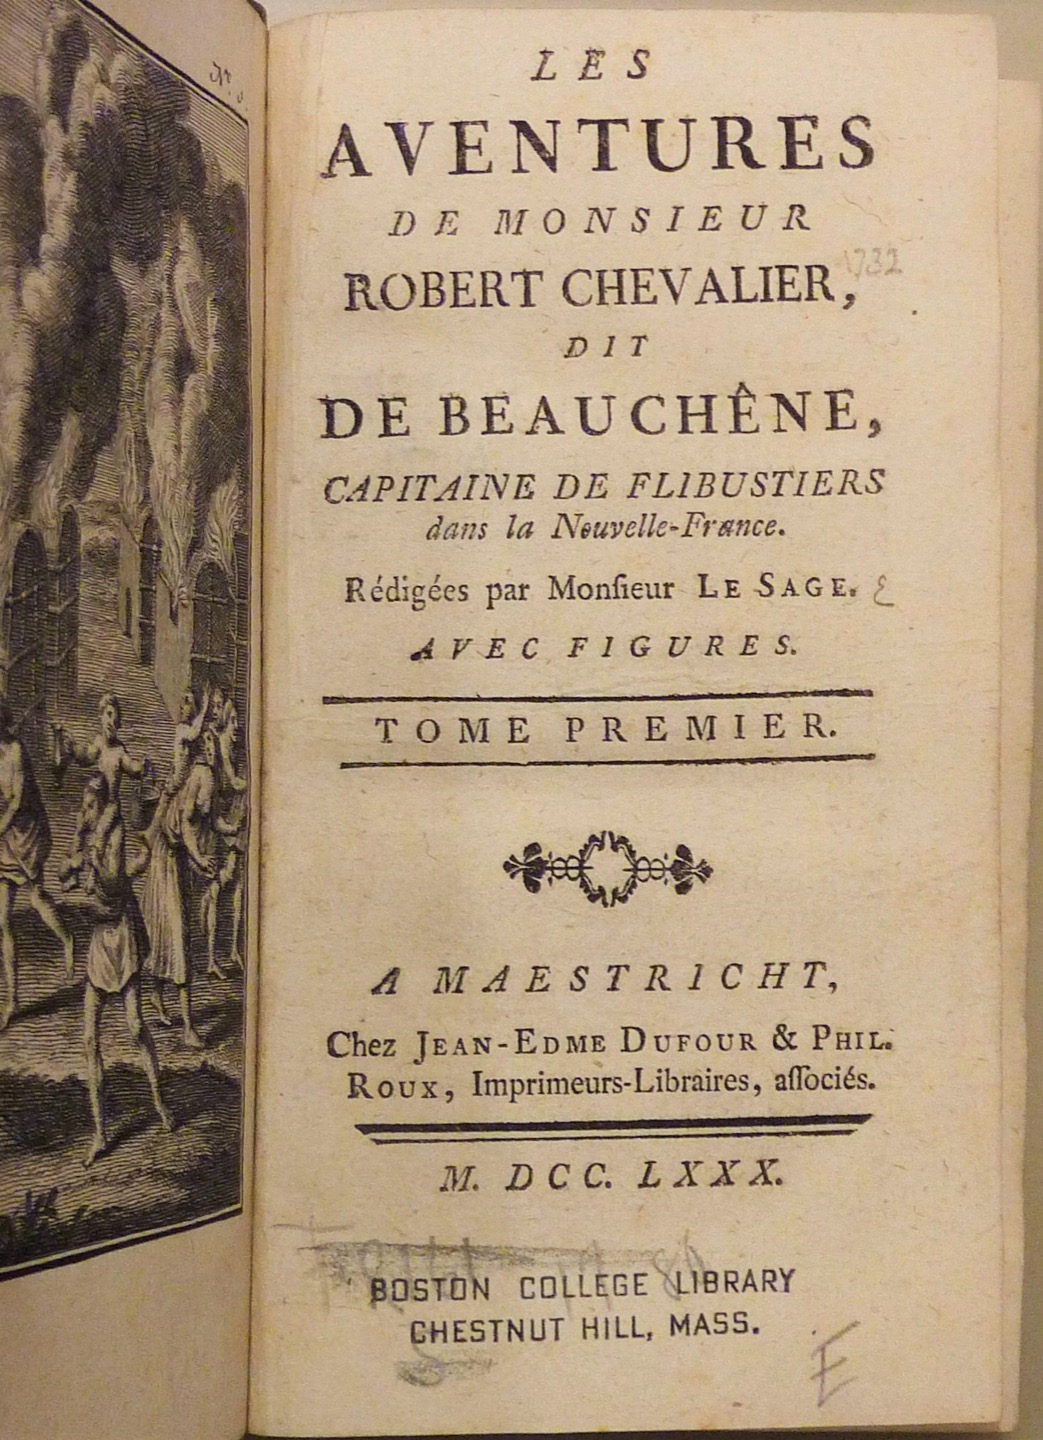 LES
AVENTURES
DE MONSIEUR
ROBERT CHEVALIER,
1732
DIT
DE BEAUCHÊNE,
CAPITAINE DE FLIBUSTIERS
dans la Nouvelle-France.
Rédigées par Monſieur LE SAGE.
AVEC FIGURES.
TOME PREMIER.
A MAESTRICHT,
Chez JEAN-EDME DUFOUR & PHIL.
ROUX, Imprimeurs-Libraires, aſſociés.
M. DCC. LXXX.
BOSTON COLLEGE LIBRARY
CHESTNUT HILL, MASS.
E